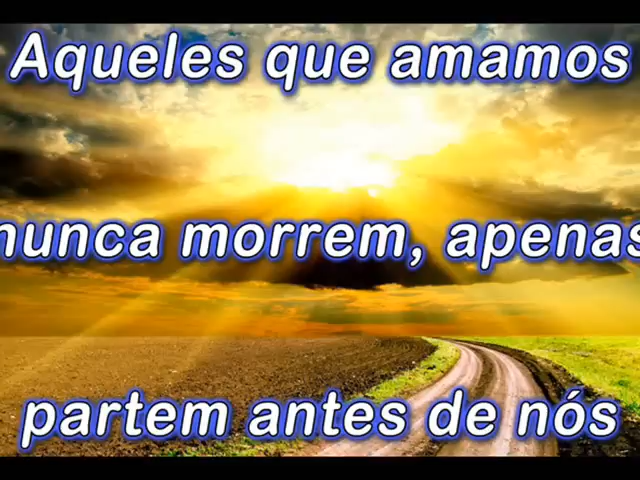 Aqueles que amamos
nunca morrem, apenas
partem antes de nós